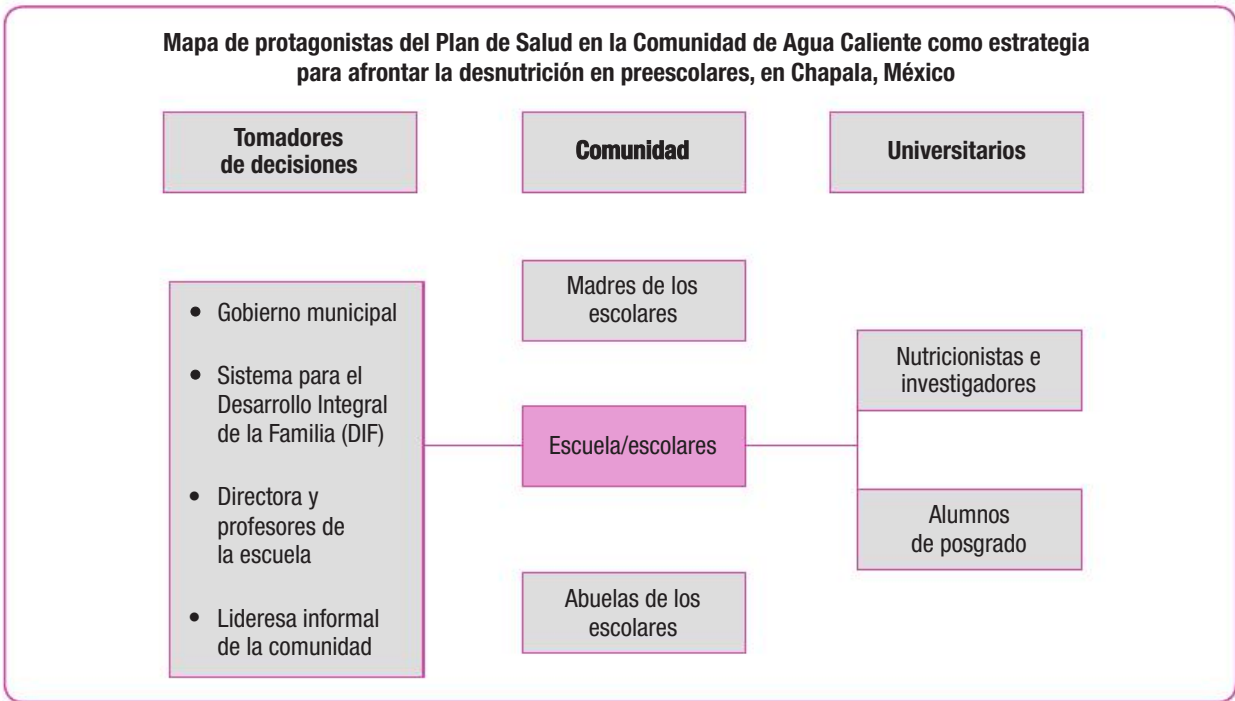 Mapa de protagonistas del Plan de Salud en la Comunidad de Agua Caliente como estrategia
para afrontar la desnutrición en preescolares, en Chapala, México
Tomadores
de decisiones
Comunidad
Universitarios
• Gobierno municipal
• Sistema para el
Desarrollo Integral
de la Familia (DIF)
• Directora y
profesores de
la escuela
• Lideresa informal
de la comunidad
Madres de los
escolares
Escuela/escolares
Abuelas de los
escolares
Nutricionistas e
investigadores
Alumnos
de posgrado